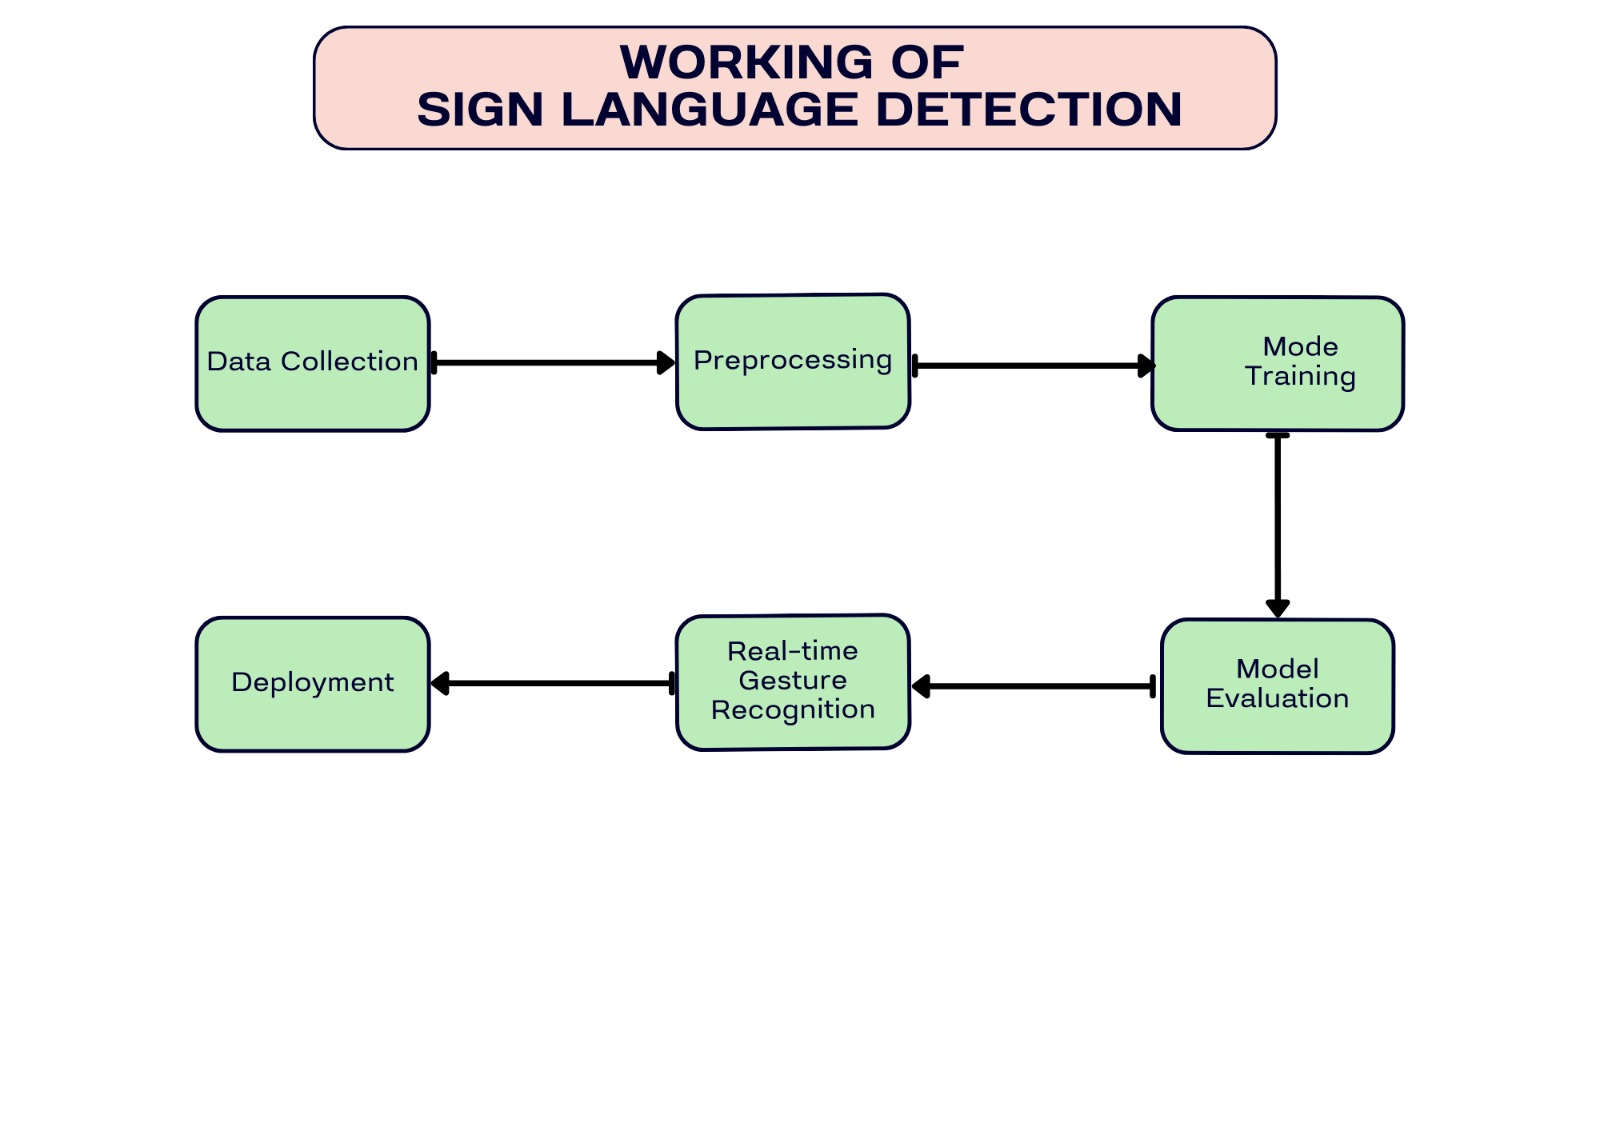 WORKING OF
SIGN LANGUAGE DETECTION
Data Collection
Preprocessing
Mode
Training
Model
Evaluation
Real-time
Gesture
Recognition
Deployment